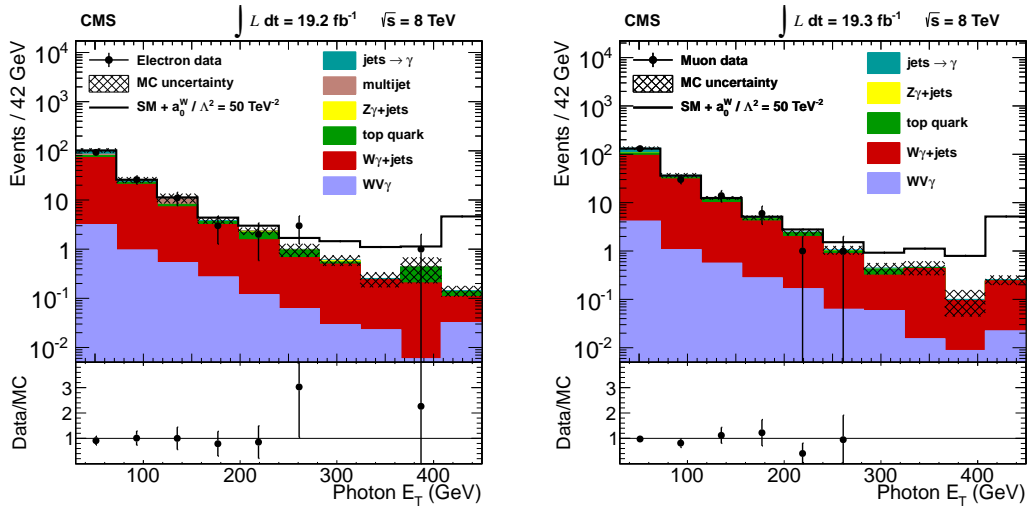 CMS
∫ L dt = 19.2 fb⁻¹ √s = 8 TeV
Events / 42 GeV
10⁴
10³
10²
10
1
10⁻¹
10⁻²
Electron data
MC uncertainty
SM + a₀ᵂ / Λ² = 50 TeV⁻²
jets → γ
multijet
Zγ+jets
top quark
Wγ+jets
WVγ
Data/MC
3
2
1
100 200 300 400
Photon E_T (GeV)
CMS
∫ L dt = 19.3 fb⁻¹ √s = 8 TeV
Events / 42 GeV
10⁴
10³
10²
10
1
10⁻¹
10⁻²
Muon data
MC uncertainty
SM + a₀ᵂ / Λ² = 50 TeV⁻²
jets → γ
Zγ+jets
top quark
Wγ+jets
WVγ
Data/MC
3
2
1
100 200 300 400
Photon E_T (GeV)